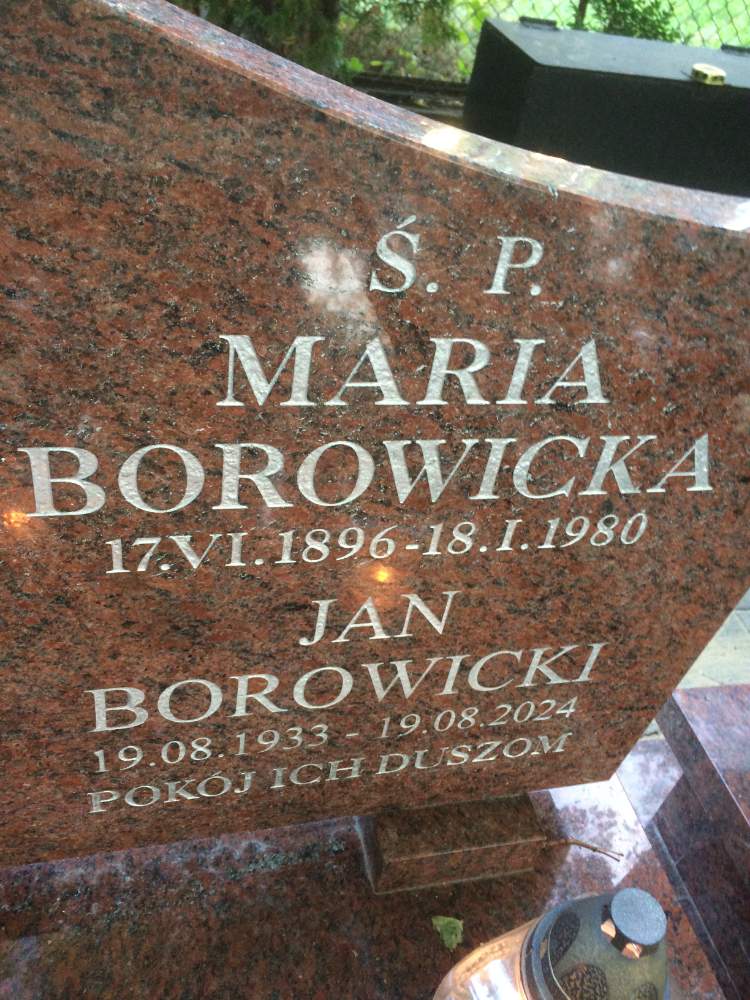 Ś. P.
MARIA
BOROWICKA
17.VI.1896-18.I.1980
JAN
BOROWICKI
19.08.1933 - 19.08.2024
POKÓJ ICH DUSZOM